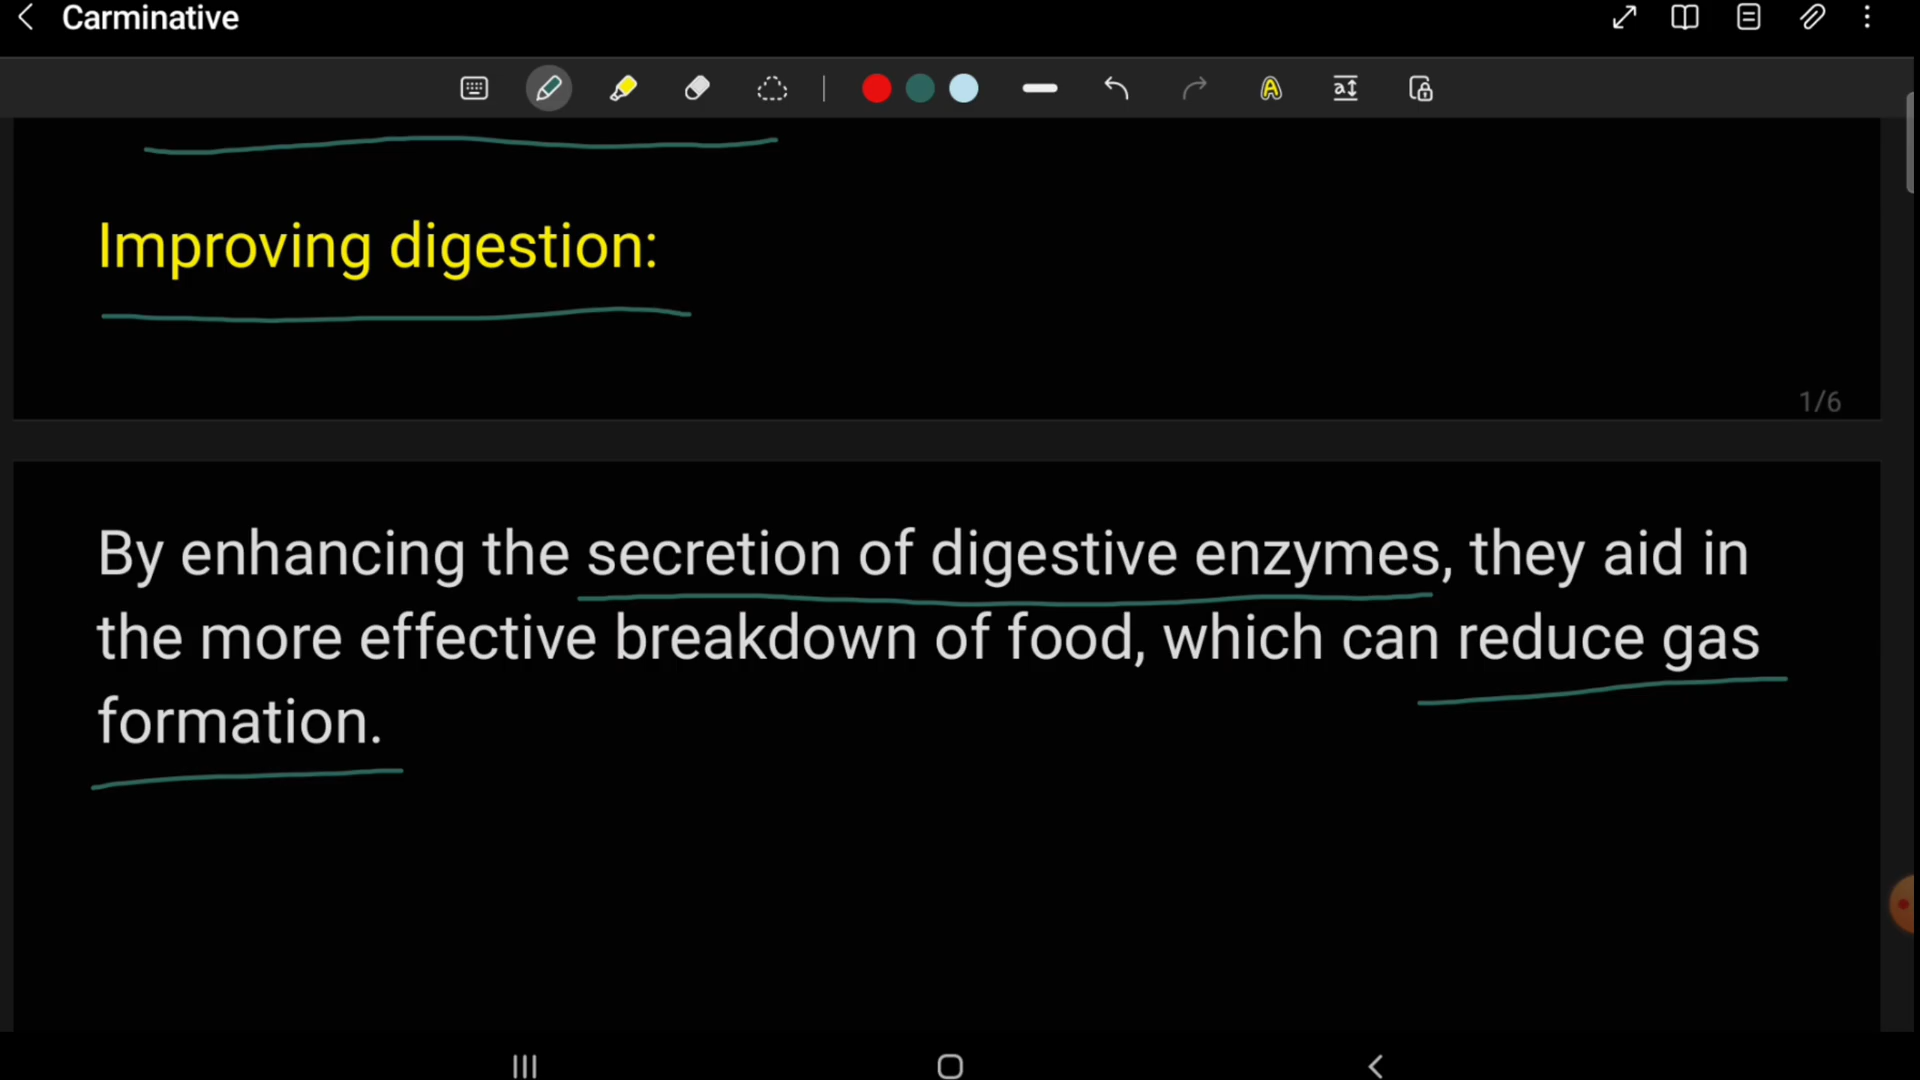 Carminative
Improving digestion:
1/6
By enhancing the secretion of digestive enzymes, they aid in
the more effective breakdown of food, which can reduce gas
formation.